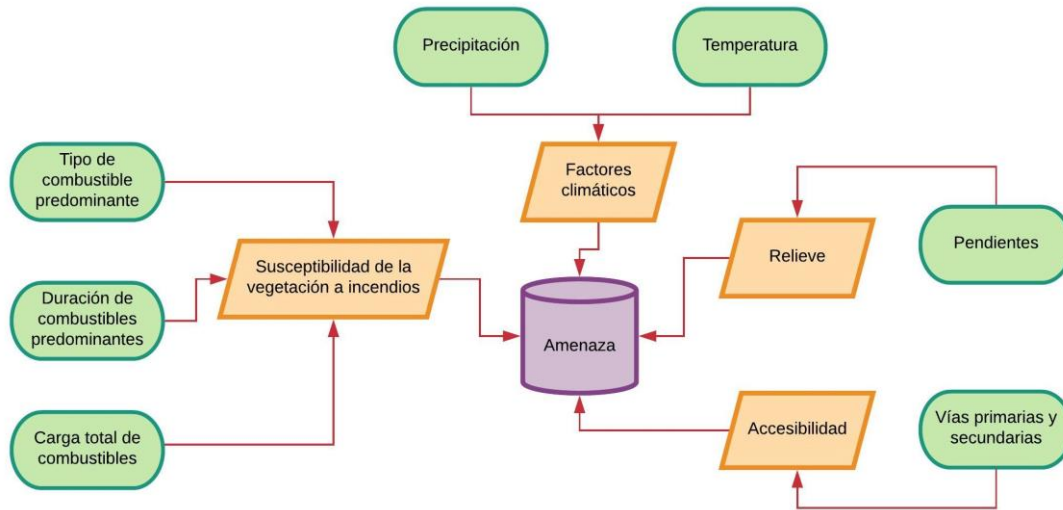 Precipitación
Temperatura
Tipo de
combustible
predominante
Factores
climáticos
Susceptibilidad de la
vegetación a incendios
Relieve
Pendientes
Duración de
combustibles
predominantes
Amenaza
Carga total de
combustibles
Accesibilidad
Vías primarias y
secundarias